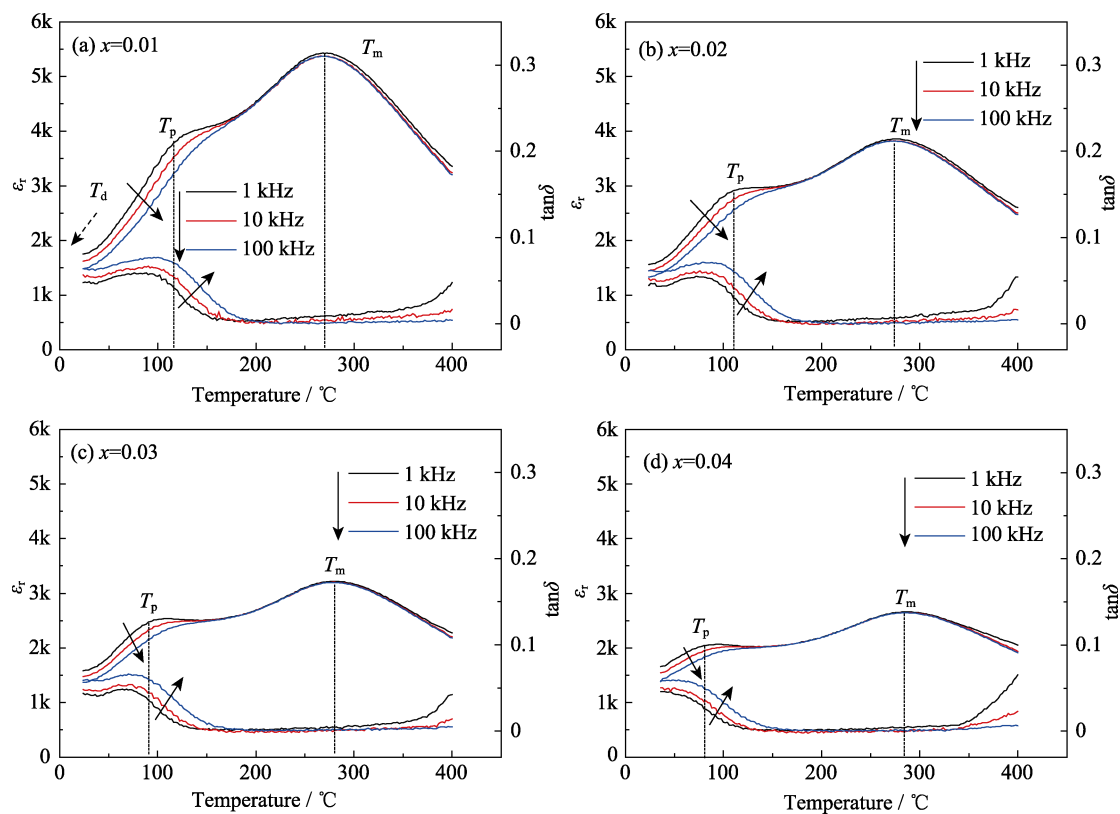 (a) x=0.01
6k
5k
4k
3k
2k
1k
0
εr
0.3
0.2
0.1
0
tanδ
Tm
Tp
Td
1 kHz
10 kHz
100 kHz
0 100 200 300 400
Temperature / ℃
(b) x=0.02
6k
5k
4k
3k
2k
1k
0
εr
0.3
0.2
0.1
0
tanδ
1 kHz
10 kHz
100 kHz
Tm
Tp
0 100 200 300 400
Temperature / ℃
(c) x=0.03
6k
5k
4k
3k
2k
1k
0
εr
0.3
0.2
0.1
0
tanδ
1 kHz
10 kHz
100 kHz
Tm
Tp
0 100 200 300 400
Temperature / ℃
(d) x=0.04
6k
5k
4k
3k
2k
1k
0
εr
0.3
0.2
0.1
0
tanδ
1 kHz
10 kHz
100 kHz
Tm
Tp
0 100 200 300 400
Temperature / ℃